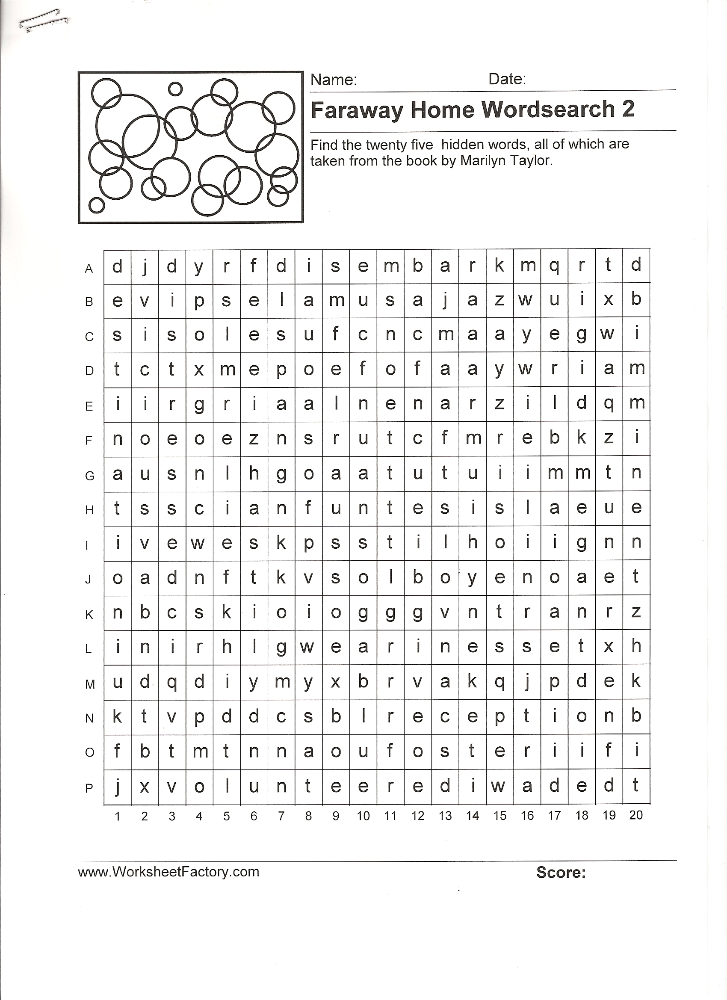 Name: Date:
Faraway Home Wordsearch 2
Find the twenty five hidden words, all of which are
taken from the book by Marilyn Taylor.
A d j d y r f d i s e m b a r k m q r t d
B e v i p s e l a m u s a j a z w u i x b
C s i s o l e s u f c n c m a a y e g w i
D t c t x m e p o e f o f a a y w r i a m
E i i r g r i a a l n e n a r z i l d q m
F n o e o e z n s r u t c f m r e b k z i
G a u s n l h g o a a t u t u i i m m t n
H t s s c i a n f u n t e s i s l a e u e
I i v e w e s k p s s t i l h o i i g n n
J o a d n f t k v s o l b o y e n o a e t
K n b c s k i o i o g g g v n t r a n r z
L i n i r h l g w e a r i n e s s e t x h
M u d q d i y m y x b r v a k q j p d e k
N k t v p d d c s b l r e c e p t i o n b
O f b t m t n n a o u f o s t e r i i f i
P j x v o l u n t e e r e d i w a d e d t
1 2 3 4 5 6 7 8 9 10 11 12 13 14 15 16 17 18 19 20
www.WorksheetFactory.com Score: